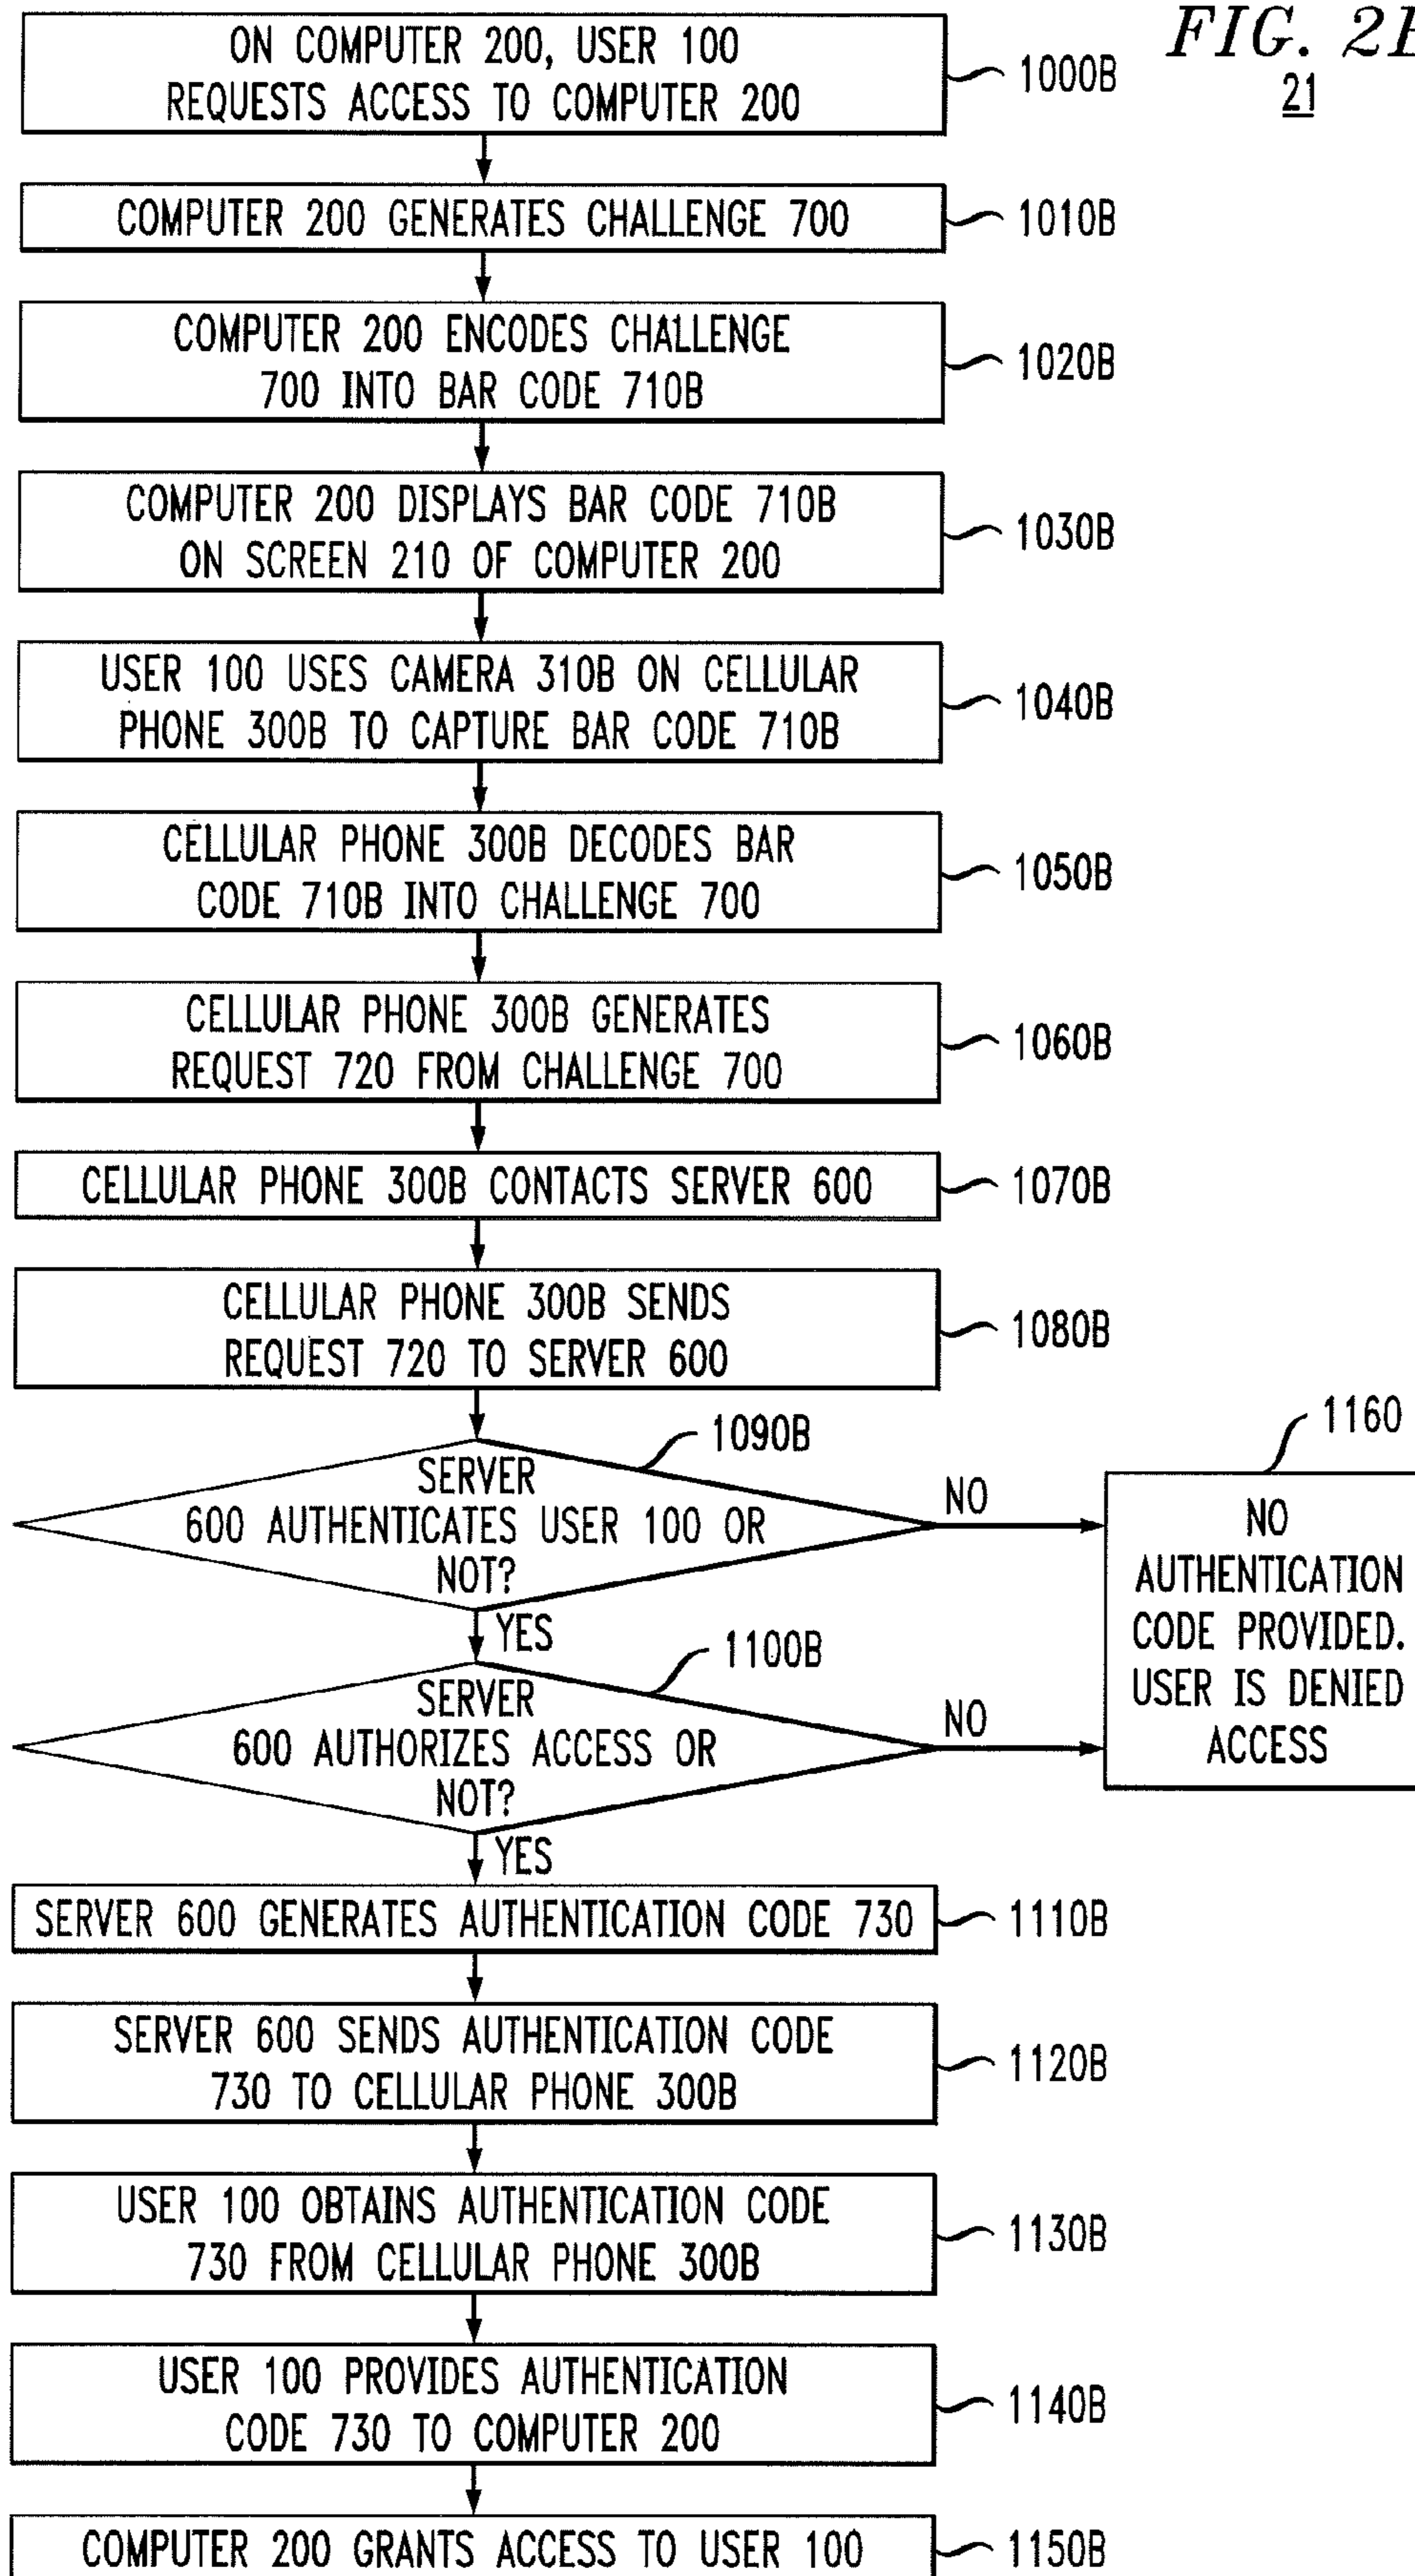 FIG. 2B
21
ON COMPUTER 200, USER 100
REQUESTS ACCESS TO COMPUTER 200
1000B
COMPUTER 200 GENERATES CHALLENGE 700
1010B
COMPUTER 200 ENCODES CHALLENGE
700 INTO BAR CODE 710B
1020B
COMPUTER 200 DISPLAYS BAR CODE 710B
ON SCREEN 210 OF COMPUTER 200
1030B
USER 100 USES CAMERA 310B ON CELLULAR
PHONE 300B TO CAPTURE BAR CODE 710B
1040B
CELLULAR PHONE 300B DECODES BAR
CODE 710B INTO CHALLENGE 700
1050B
CELLULAR PHONE 300B GENERATES
REQUEST 720 FROM CHALLENGE 700
1060B
CELLULAR PHONE 300B CONTACTS SERVER 600
1070B
CELLULAR PHONE 300B SENDS
REQUEST 720 TO SERVER 600
1080B
1090B
SERVER
600 AUTHENTICATES USER 100 OR
NOT?
NO
YES
1160
NO
AUTHENTICATION
CODE PROVIDED.
USER IS DENIED
ACCESS
1100B
SERVER
600 AUTHORIZES ACCESS OR
NOT?
NO
YES
SERVER 600 GENERATES AUTHENTICATION CODE 730
1110B
SERVER 600 SENDS AUTHENTICATION CODE
730 TO CELLULAR PHONE 300B
1120B
USER 100 OBTAINS AUTHENTICATION CODE
730 FROM CELLULAR PHONE 300B
1130B
USER 100 PROVIDES AUTHENTICATION
CODE 730 TO COMPUTER 200
1140B
COMPUTER 200 GRANTS ACCESS TO USER 100
1150B